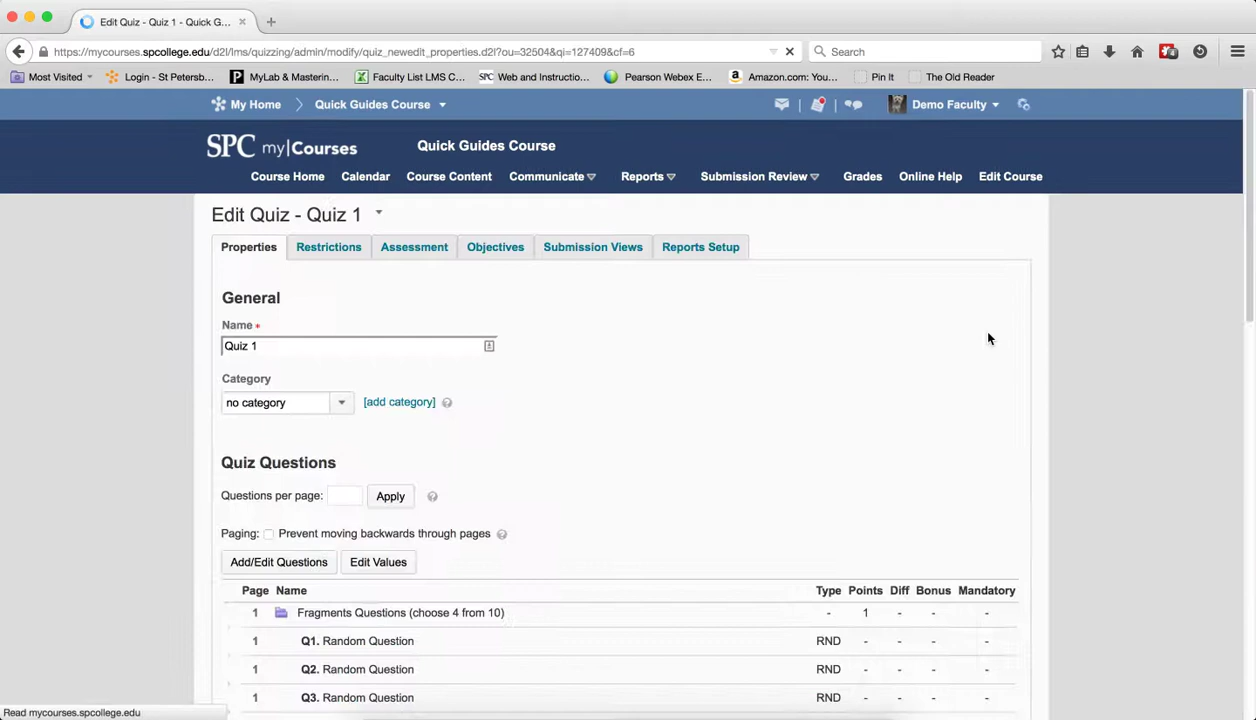 Edit Quiz - Quiz 1 - Quick G...
https://mycourses.spcollege.edu/d2l/lms/quizzing/admin/modify/quiz_newedit_properties.d2l?ou=32504&qi=127409&cf=6
Search
Most Visited
Login - St Petersb...
MyLab & Mastering...
Faculty List LMS C...
SPC Web and Instructio...
Pearson Webex E...
Amazon.com: You...
Pin It
The Old Reader
My Home
Quick Guides Course
Demo Faculty
SPC my|Courses
Quick Guides Course
Course Home
Calendar
Course Content
Communicate
Reports
Submission Review
Grades
Online Help
Edit Course
Edit Quiz - Quiz 1
Properties
Restrictions
Assessment
Objectives
Submission Views
Reports Setup
General
Name *
Quiz 1
Category
no category
[add category]
Quiz Questions
Questions per page:
Apply
Paging:
Prevent moving backwards through pages
Add/Edit Questions
Edit Values
Page Name Type Points Diff Bonus Mandatory
1 Fragments Questions (choose 4 from 10) - 1 - - -
1 Q1. Random Question RND - - - -
1 Q2. Random Question RND - - - -
1 Q3. Random Question RND - - - -
Read mycourses.spcollege.edu